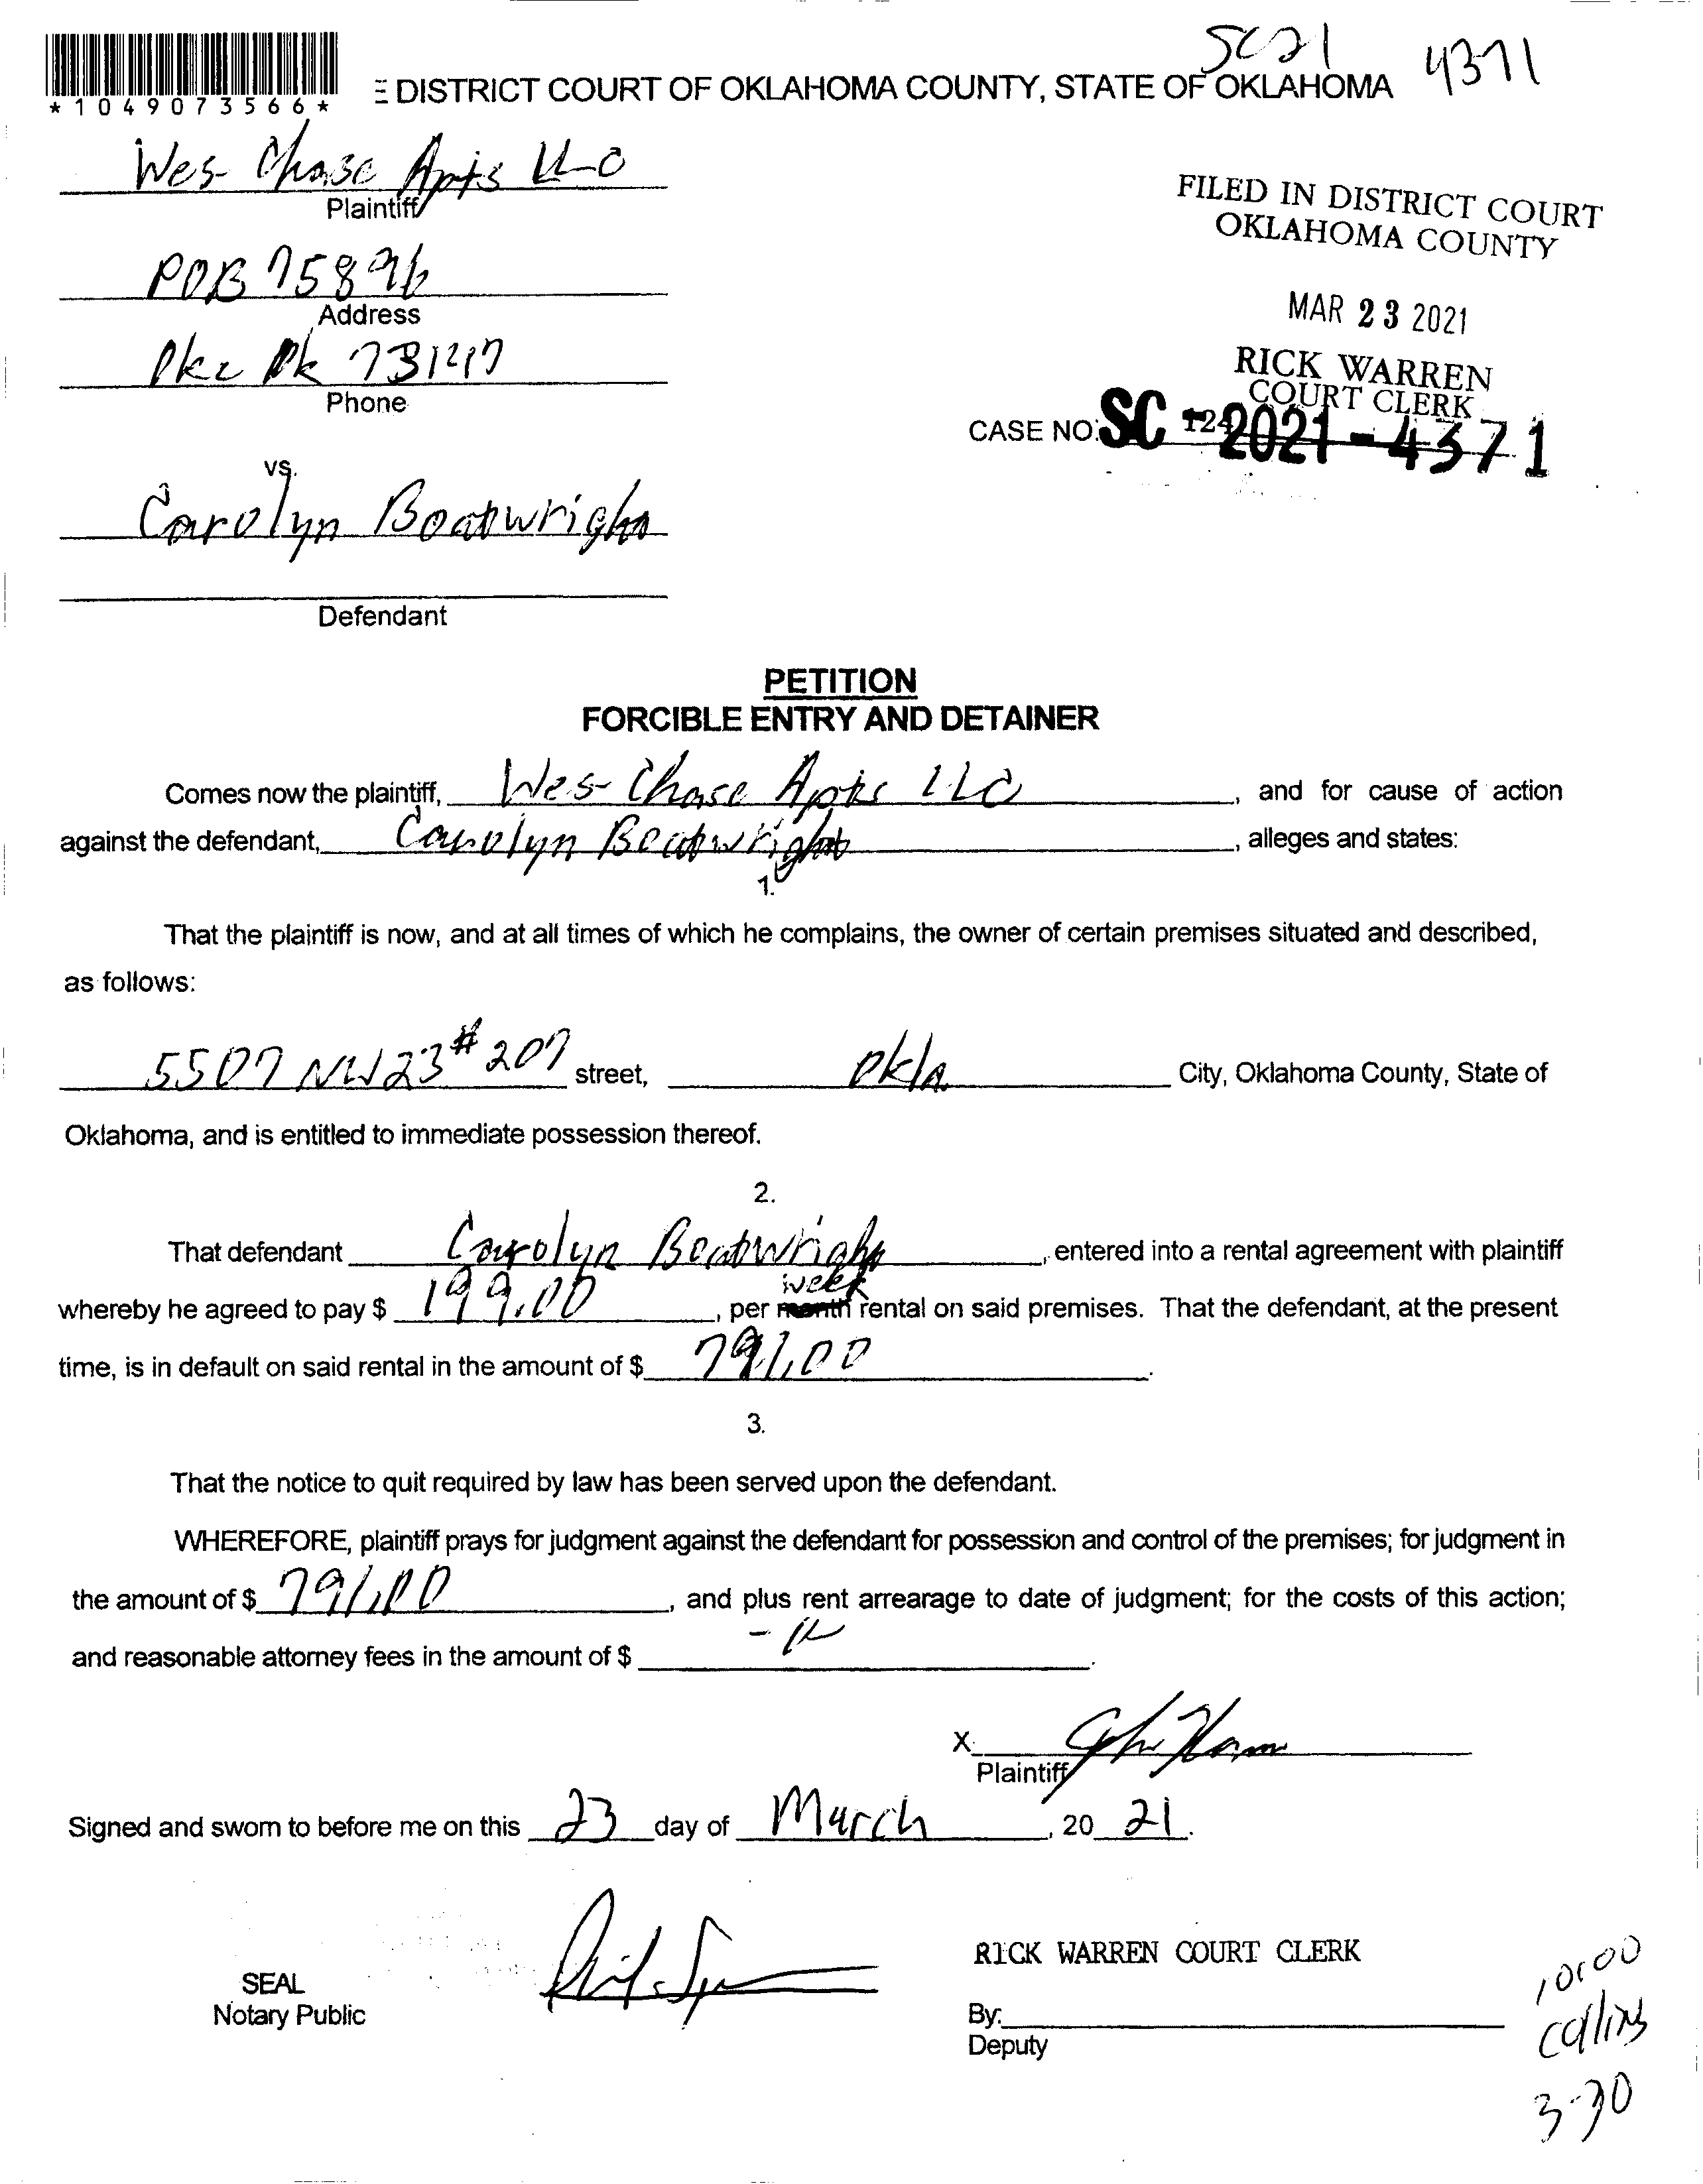 SC21 4371
*1049073566*
E DISTRICT COURT OF OKLAHOMA COUNTY, STATE OF OKLAHOMA
Wes Chase Apts LLC
Plaintiff
POB 75896
Address
Okc Ok 73147
Phone
FILED IN DISTRICT COURT
OKLAHOMA COUNTY
MAR 23 2021
RICK WARREN
COURT CLERK
CASE NO. SC 2021-4371
vs.
Carolyn Boatwright
Defendant
PETITION
FORCIBLE ENTRY AND DETAINER
Comes now the plaintiff, Wes Chase Apts LLC, and for cause of action
against the defendant, Carolyn Boatwright, alleges and states:
1.
That the plaintiff is now, and at all times of which he complains, the owner of certain premises situated and described,
as follows:
5507 NW 23 # 207 street, Okla City, Oklahoma County, State of
Oklahoma, and is entitled to immediate possession thereof.
2.
That defendant Carolyn Boatwright, entered into a rental agreement with plaintiff
week
whereby he agreed to pay $ 199.00, per month rental on said premises. That the defendant, at the present
time, is in default on said rental in the amount of $ 791.00.
3.
That the notice to quit required by law has been served upon the defendant.
WHEREFORE, plaintiff prays for judgment against the defendant for possession and control of the premises; for judgment in
the amount of $ 791.00, and plus rent arrearage to date of judgment; for the costs of this action;
and reasonable attorney fees in the amount of $
X
Plaintiff
Signed and sworn to before me on this 23 day of March, 20 21.
SEAL
Notary Public
RICK WARREN COURT CLERK
By:
Deputy
10:00
Collins
3-30